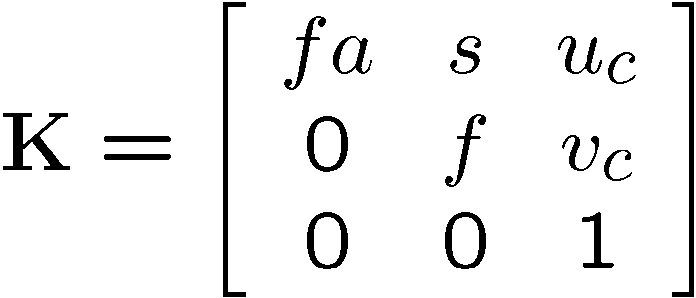 fa s u_c
K = 0 f v_c
0 0 1